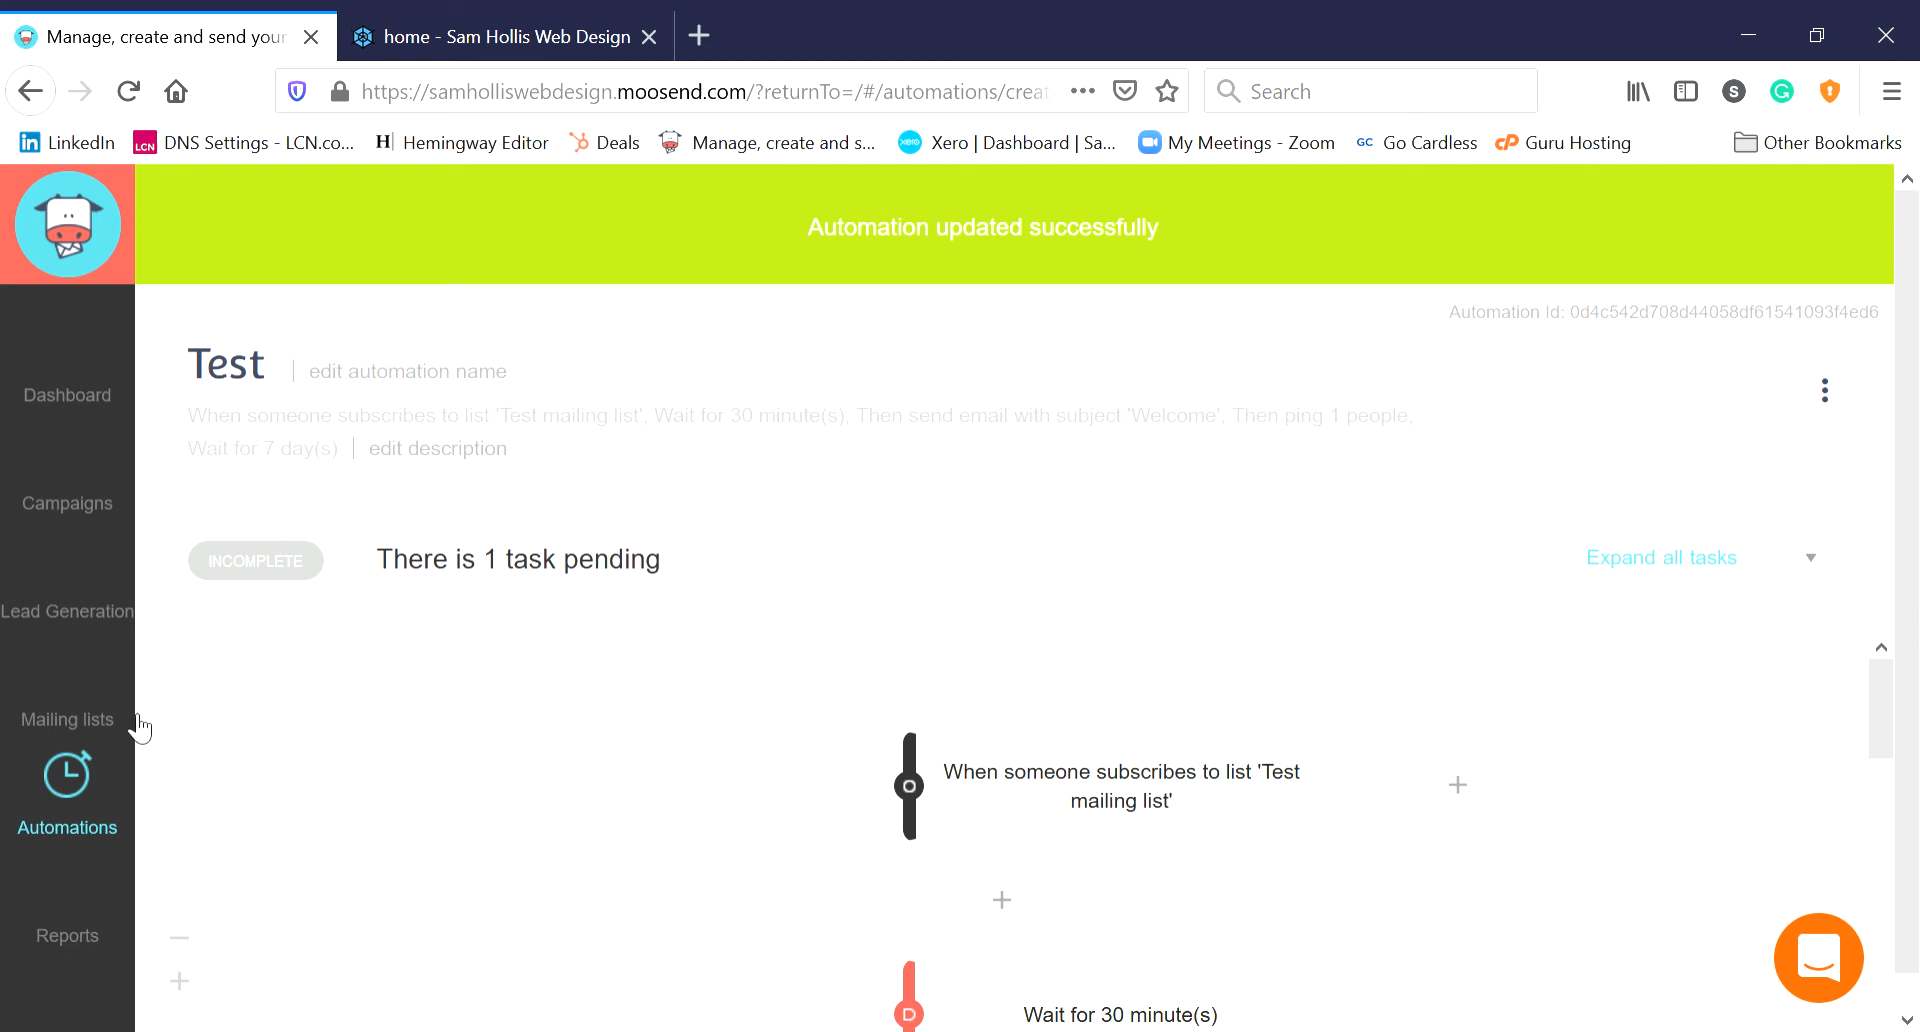 Manage, create and send your
home - Sam Hollis Web Design
https://samholliswebdesign.moosend.com/?returnTo=/#/automations/creat
Search
S
G
LinkedIn
LCN
DNS Settings - LCN.co...
H
Hemingway Editor
Deals
Manage, create and s...
xero
Xero | Dashboard | Sa...
My Meetings - Zoom
GC
Go Cardless
cP
Guru Hosting
Other Bookmarks
Automation updated successfully
Automation Id: 0d4c542d708d44058df61541093f4ed6
Test
edit automation name
When someone subscribes to list 'Test mailing list', Wait for 30 minute(s), Then send email with subject 'Welcome', Then ping 1 people,
Wait for 7 day(s)
edit description
Dashboard
Campaigns
Lead Generation
Mailing lists
Automations
Reports
INCOMPLETE
There is 1 task pending
Expand all tasks
O
When someone subscribes to list 'Test
mailing list'
D
Wait for 30 minute(s)